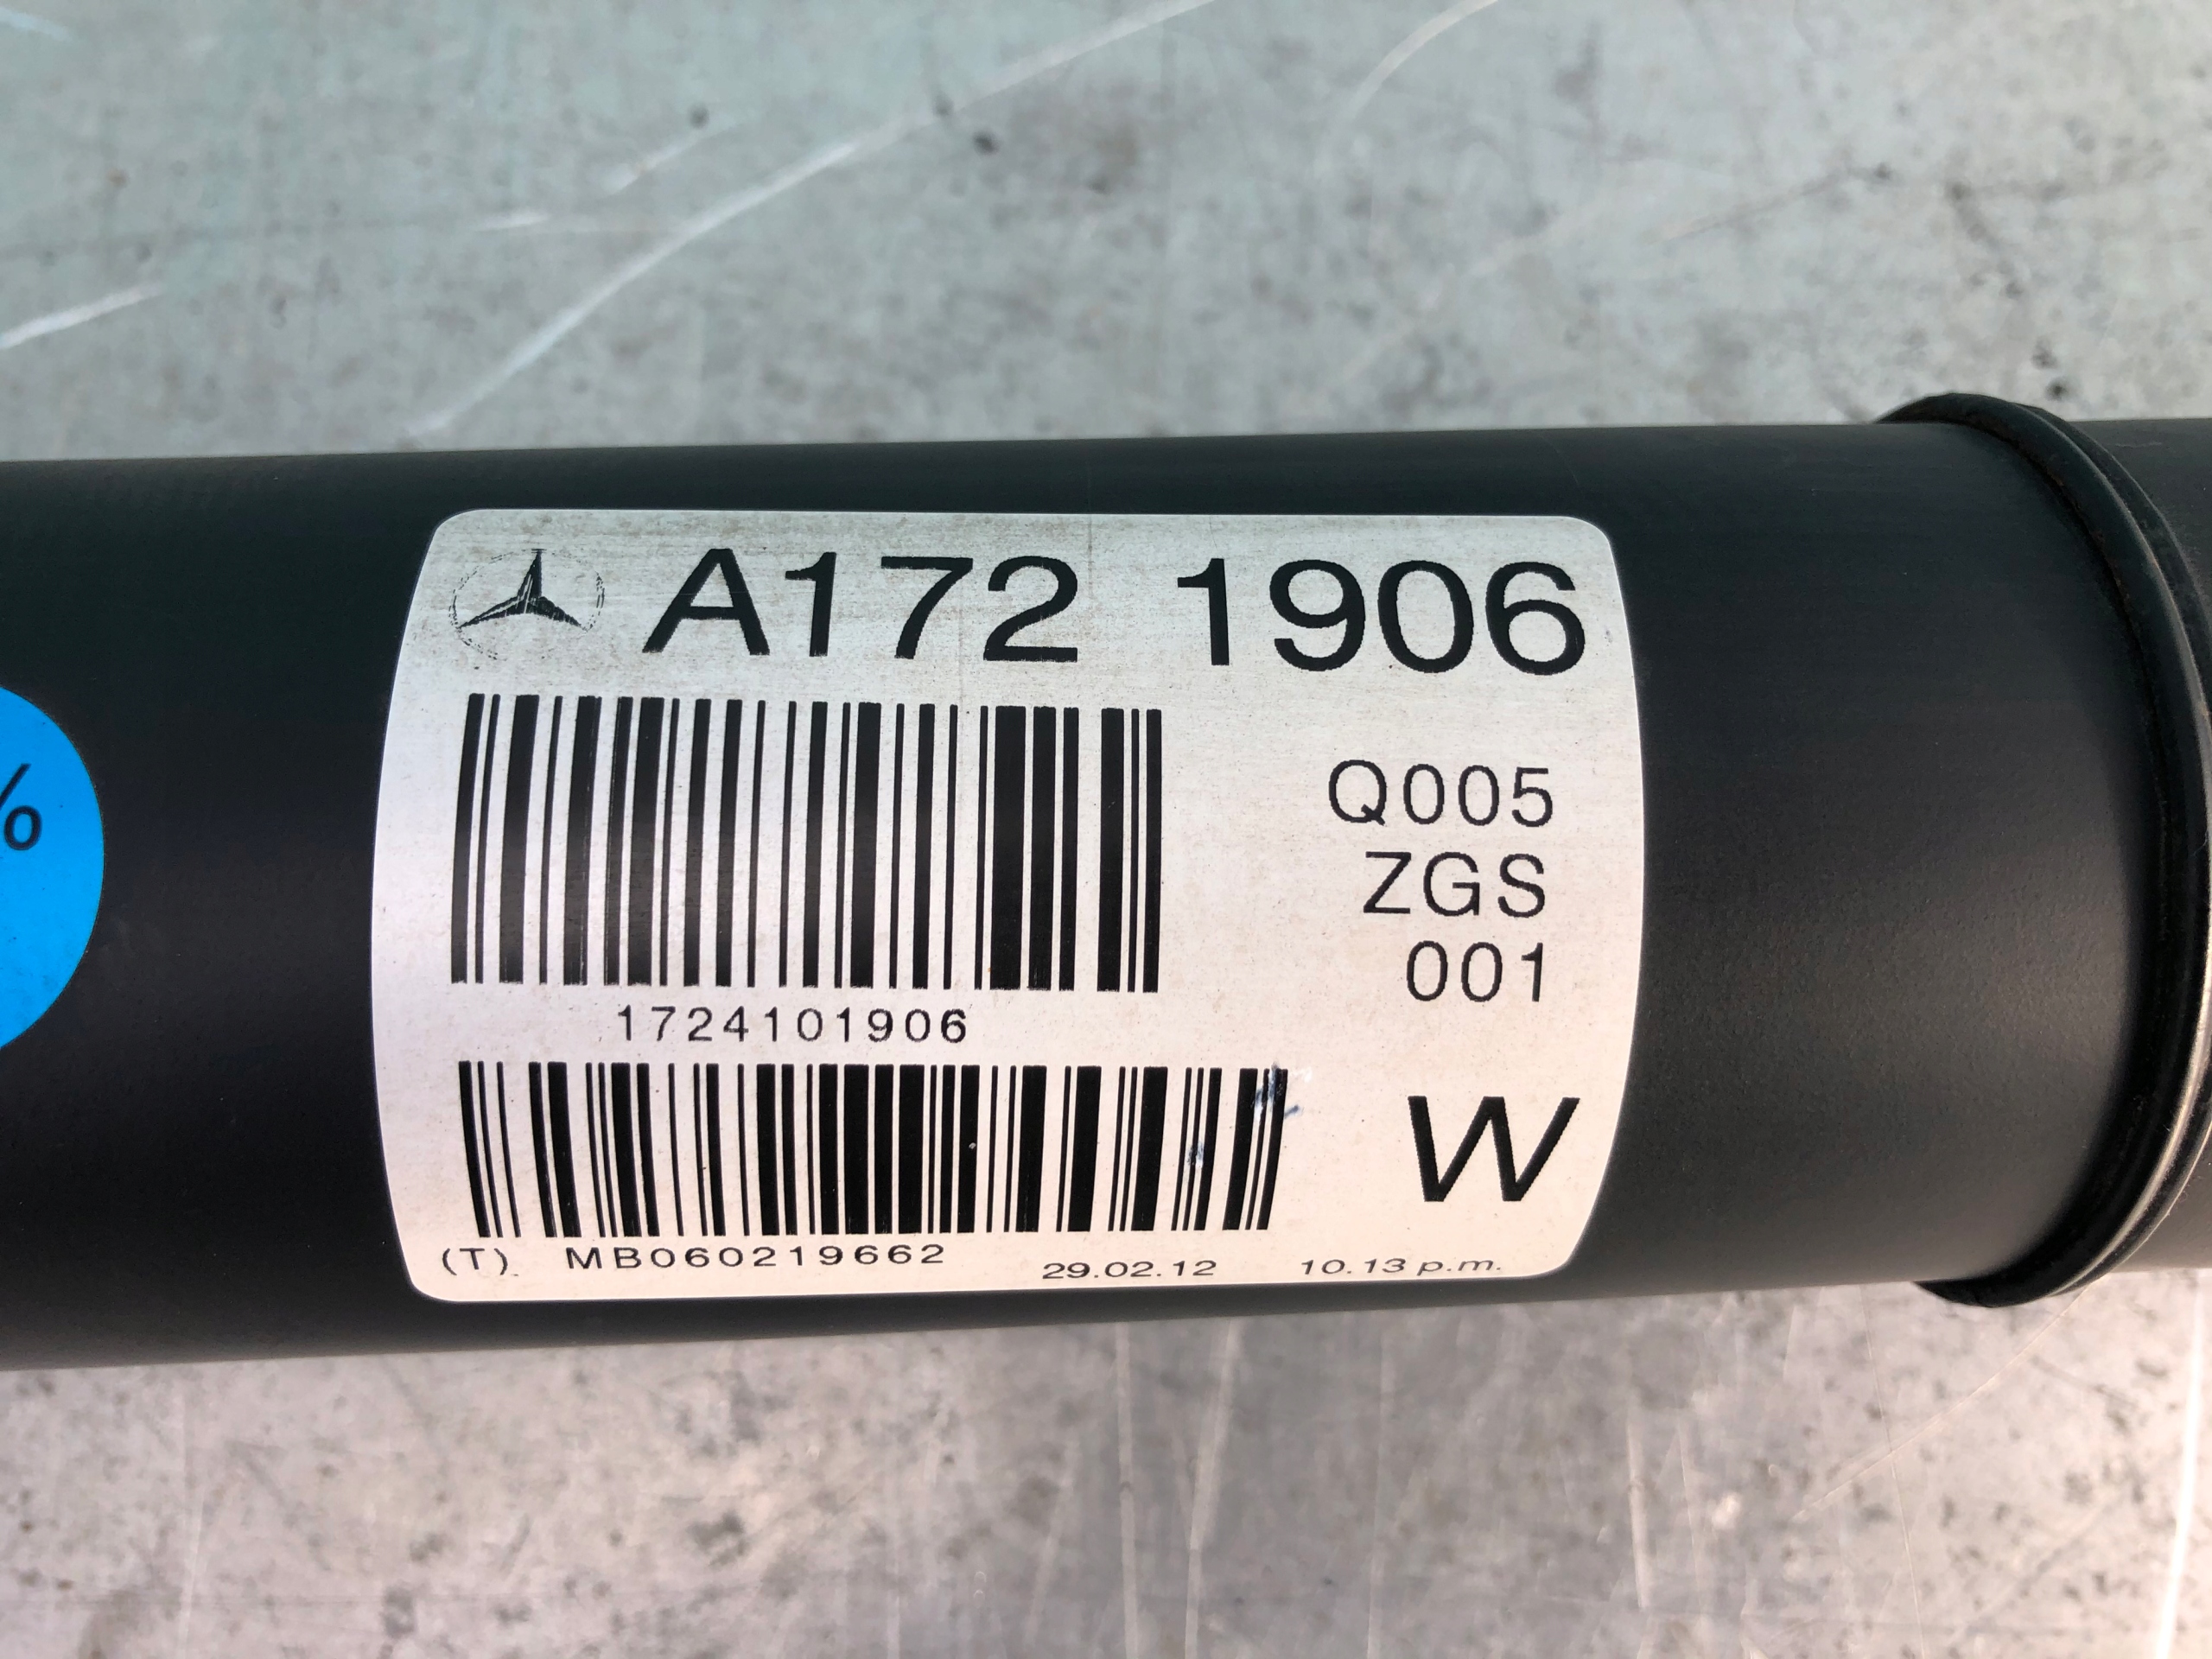 A172 1906
Q005
ZGS
001
1724101906
W
(T) MB060219662 29.02.12 10.13 p.m.
%